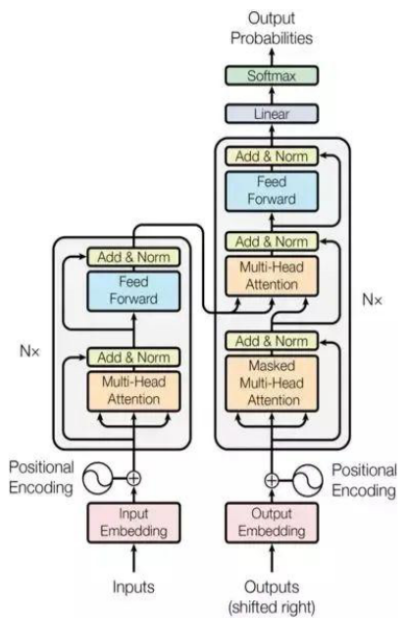 Output
Probabilities
Softmax
Linear
Add & Norm
Feed
Forward
Add & Norm
Multi-Head
Attention
Add & Norm
Masked
Multi-Head
Attention
Nx
Positional
Encoding
Output
Embedding
Outputs
(shifted right)
Add & Norm
Feed
Forward
Add & Norm
Multi-Head
Attention
Nx
Positional
Encoding
Input
Embedding
Inputs